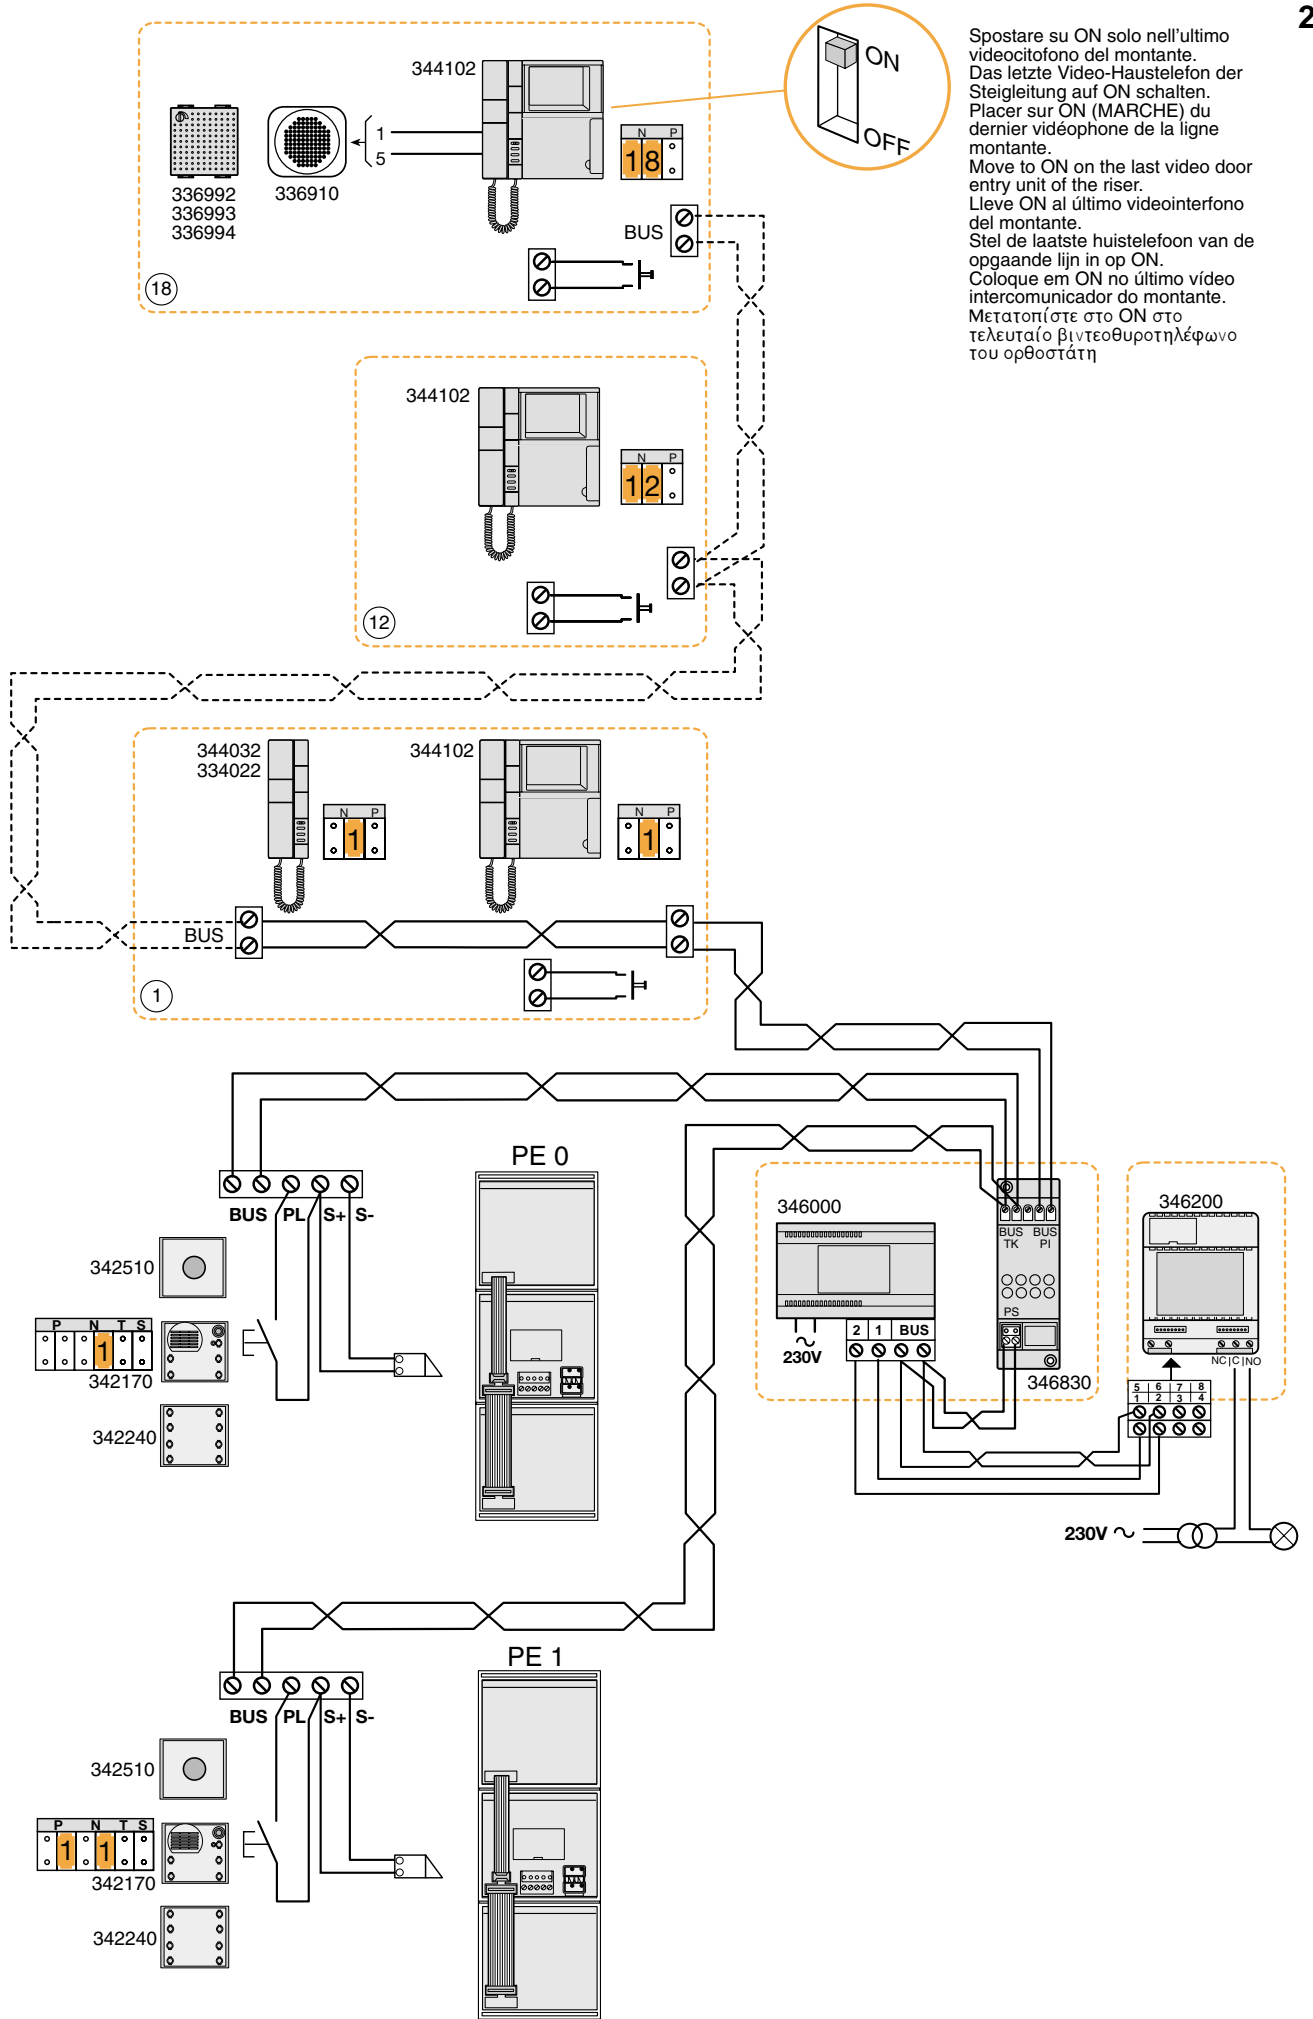 2
Spostare su ON solo nell'ultimo
videocitofono del montante.
Das letzte Video-Haustelefon der
Steigleitung auf ON schalten.
Placer sur ON (MARCHE) du
dernier vidéophone de la ligne
montante.
Move to ON on the last video door
entry unit of the riser.
Lleve ON al último videointerfono
del montante.
Stel de laatste huistelefoon van de
opgaande lijn in op ON.
Coloque em ON no último vídeo
intercomunicador do montante.
Μετατοπίστε στο ON στο
τελευταίο βιντεοθυροτηλέφωνο
του ορθοστάτη
ON
OFF
344102
1
5
336992
336993
336994
336910
N P
18
BUS
18
344102
N P
12
12
344032
334022
344102
N P
1
N P
1
BUS
1
PE 0
BUS PL S+ S-
342510
P N T S
1
342170
342240
346000
230V
2 1 BUS
BUS BUS
TK PI
PS
346830
346200
NC C NO
5 6 7 8
1 2 3 4
230V ~
PE 1
BUS PL S+ S-
342510
P N T S
1 1
342170
342240